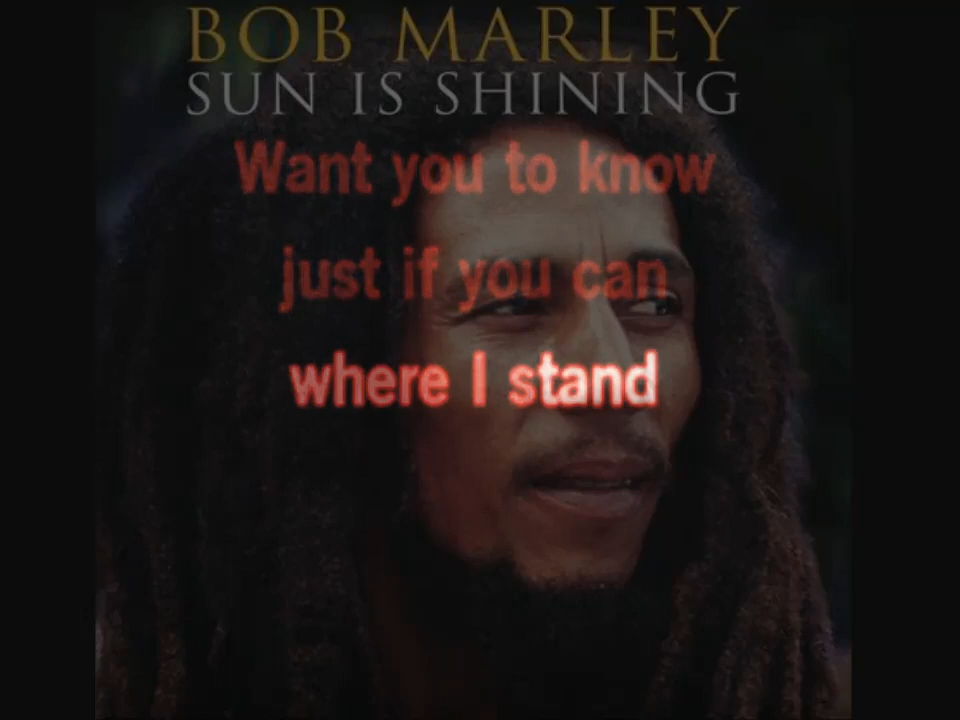 BOB MARLEY
SUN IS SHINING
Want you to know
just if you can
where I stand